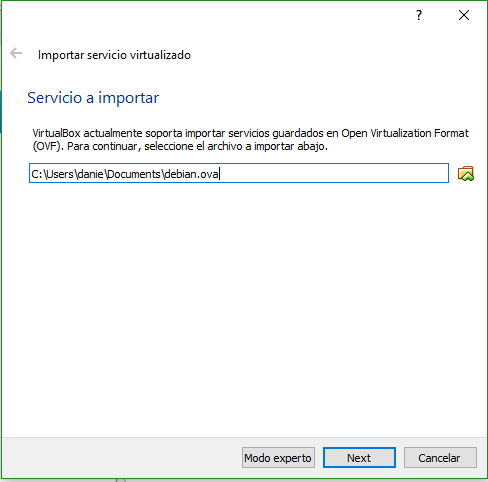 ?
Importar servicio virtualizado
Servicio a importar
VirtualBox actualmente soporta importar servicios guardados en Open Virtualization Format
(OVF). Para continuar, seleccione el archivo a importar abajo.
C:\Users\danie\Documents\debian.ova
Modo experto Next Cancelar